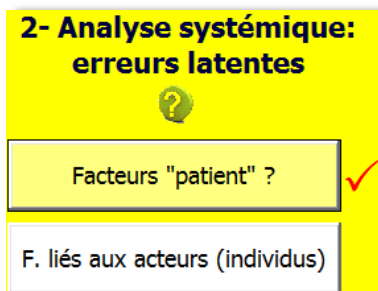 2- Analyse systémique:
erreurs latentes
?
Facteurs "patient" ?
F. liés aux acteurs (individus)